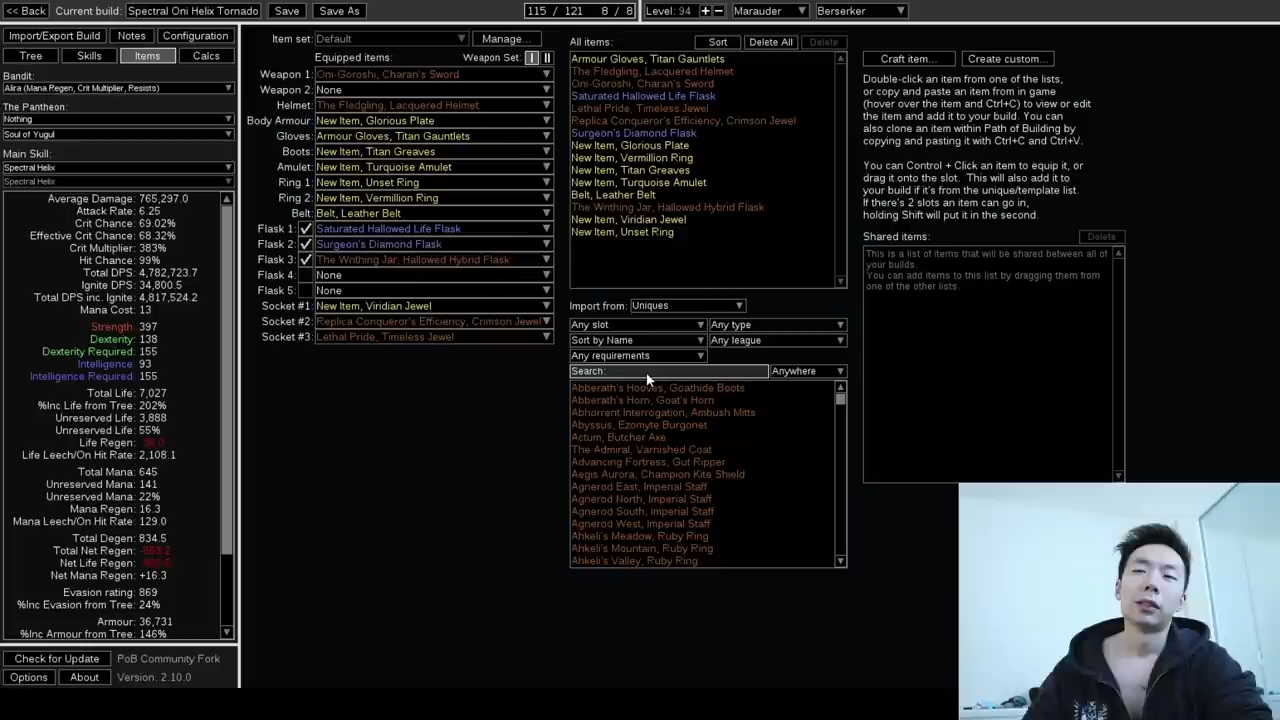 << Back Current build: Spectral Oni Helix Tornado Save Save As 115 / 121 8 / 8 Level: 94 + - Marauder Berserker
Import/Export Build Notes Configuration
Tree Skills Items Calcs
Bandit:
Alira (Mana Regen, Crit Multiplier, Resists)
The Pantheon:
Nothing
Soul of Yugul
Main Skill:
Spectral Helix
Spectral Helix
Average Damage: 765,297.0
Attack Rate: 6.25
Crit Chance: 69.02%
Effective Crit Chance: 68.32%
Crit Multiplier: 383%
Hit Chance: 99%
Total DPS: 4,782,723.7
Ignite DPS: 34,800.5
Total DPS inc. Ignite: 4,817,524.2
Mana Cost: 13
Strength: 397
Dexterity: 138
Dexterity Required: 155
Intelligence: 93
Intelligence Required: 155
Total Life: 7,027
%Inc Life from Tree: 202%
Unreserved Life: 3,888
Unreserved Life: 55%
Life Regen:
Life Leech/On Hit Rate: 2,108.1
Total Mana: 645
Unreserved Mana: 141
Unreserved Mana: 22%
Mana Regen: 16.3
Mana Leech/On Hit Rate: 129.0
Total Degen: 834.5
Total Net Regen:
Net Life Regen:
Net Mana Regen: +16.3
Evasion rating: 869
%Inc Evasion from Tree: 24%
Armour: 36,731
%Inc Armour from Tree: 146%
Check for Update PoB Community Fork
Options About Version: 2.10.0
Item set: Default Manage...
Equipped items: Weapon Set: I II
Weapon 1: Oni-Goroshi, Charan's Sword
Weapon 2: None
Helmet: The Fledgling, Lacquered Helmet
Body Armour: New Item, Glorious Plate
Gloves: Armour Gloves, Titan Gauntlets
Boots: New Item, Titan Greaves
Amulet: New Item, Turquoise Amulet
Ring 1: New Item, Unset Ring
Ring 2: New Item, Vermillion Ring
Belt: Belt, Leather Belt
Flask 1: Saturated Hallowed Life Flask
Flask 2: Surgeon's Diamond Flask
Flask 3: The Writhing Jar, Hallowed Hybrid Flask
Flask 4: None
Flask 5: None
Socket #1: New Item, Viridian Jewel
Socket #2: Replica Conqueror's Efficiency, Crimson Jewel
Socket #3: Lethal Pride, Timeless Jewel
All items: Sort Delete All Delete
Armour Gloves, Titan Gauntlets
The Fledgling, Lacquered Helmet
Oni-Goroshi, Charan's Sword
Saturated Hallowed Life Flask
Lethal Pride, Timeless Jewel
Replica Conqueror's Efficiency, Crimson Jewel
Surgeon's Diamond Flask
New Item, Glorious Plate
New Item, Vermillion Ring
New Item, Titan Greaves
New Item, Turquoise Amulet
Belt, Leather Belt
The Writhing Jar, Hallowed Hybrid Flask
New Item, Viridian Jewel
New Item, Unset Ring
Import from: Uniques
Any slot Any type
Sort by Name Any league
Any requirements
Search: Anywhere
Abberath's Hooves, Goathide Boots
Abberath's Horn, Goat's Horn
Abhorrent Interrogation, Ambush Mitts
Abyssus, Ezomyte Burgonet
Actum, Butcher Axe
The Admiral, Varnished Coat
Advancing Fortress, Gut Ripper
Aegis Aurora, Champion Kite Shield
Agnerod East, Imperial Staff
Agnerod North, Imperial Staff
Agnerod South, Imperial Staff
Agnerod West, Imperial Staff
Ahkeli's Meadow, Ruby Ring
Ahkeli's Mountain, Ruby Ring
Ahkeli's Valley, Ruby Ring
Craft item... Create custom...
Double-click an item from one of the lists,
or copy and paste an item from in game
(hover over the item and Ctrl+C) to view or edit
the item and add it to your build. You can
also clone an item within Path of Building by
copying and pasting it with Ctrl+C and Ctrl+V.
You can Control + Click an item to equip it, or
drag it onto the slot. This will also add it to
your build if it's from the unique/template list.
If there's 2 slots an item can go in,
holding Shift will put it in the second.
Shared items: Delete
This is a list of items that will be shared between all of
your builds.
You can add items to this list by dragging them from
one of the other lists.